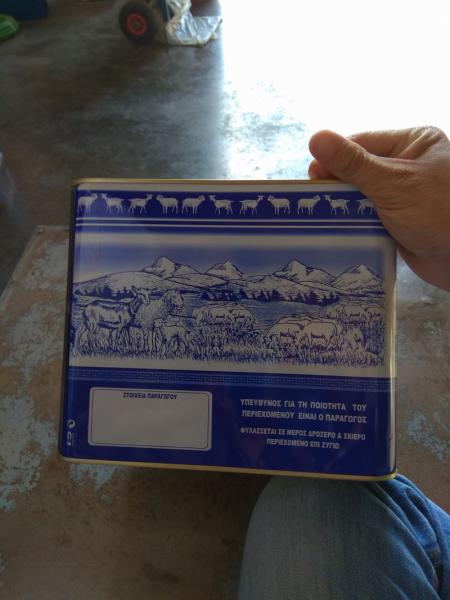 ΣΤΟΙΧΕΙΑ ΠΑΡΑΓΩΓΟΥ
ΥΠΕΥΘΥΝΟΣ ΓΙΑ ΤΗ ΠΟΙΟΤΗΤΑ ΤΟΥ
ΠΕΡΙΕΧΟΜΕΝΟΥ ΕΙΝΑΙ Ο ΠΑΡΑΓΩΓΟΣ
ΦΥΛΑΣΣΕΤΑΙ ΣΕ ΜΕΡΟΣ ΔΡΟΣΕΡΟ & ΣΚΙΕΡΟ
ΠΕΡΙΕΧΟΜΕΝΟ ΕΠΙ ΖΥΓΙΩ